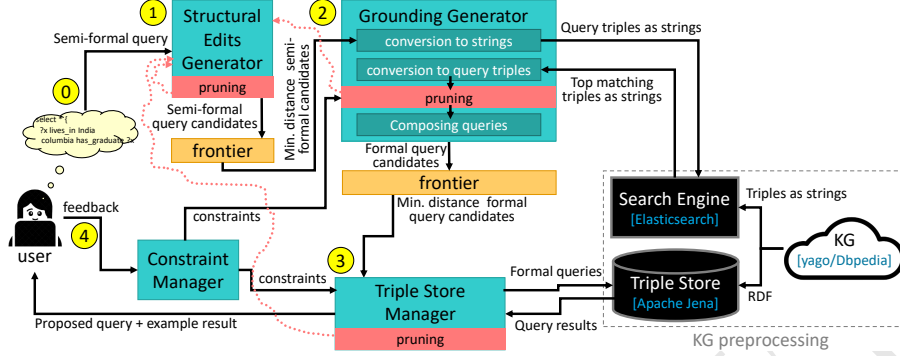 1
Structural
Edits
Generator
pruning
Semi-formal query
0
select * {
?x lives_in India
columbia has_graduate ?x
Semi-formal
query candidates
frontier
Min. distance semi-
formal candidates
2
Grounding Generator
conversion to strings
conversion to query triples
pruning
Composing queries
Query triples as strings
Top matching
triples as strings
Formal query
candidates
frontier
Min. distance formal
query candidates
user
feedback
4
Constraint
Manager
constraints
constraints
3
Triple Store
Manager
pruning
Proposed query + example result
Formal queries
Query results
Search Engine
[Elasticsearch]
Triples as strings
KG
[yago/Dbpedia]
Triple Store
[Apache Jena]
RDF
KG preprocessing